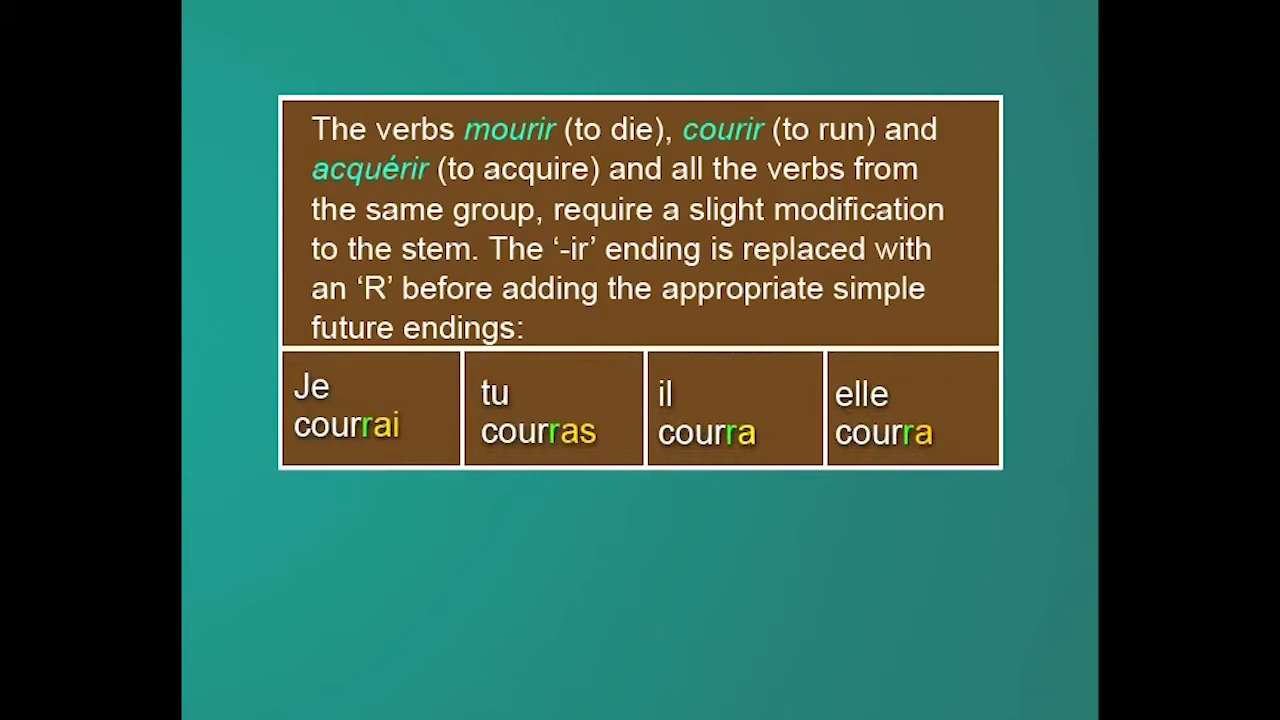 The verbs mourir (to die), courir (to run) and
acquérir (to acquire) and all the verbs from
the same group, require a slight modification
to the stem. The ‘-ir’ ending is replaced with
an ‘R’ before adding the appropriate simple
future endings:
Je
courrai
tu
courras
il
courra
elle
courra